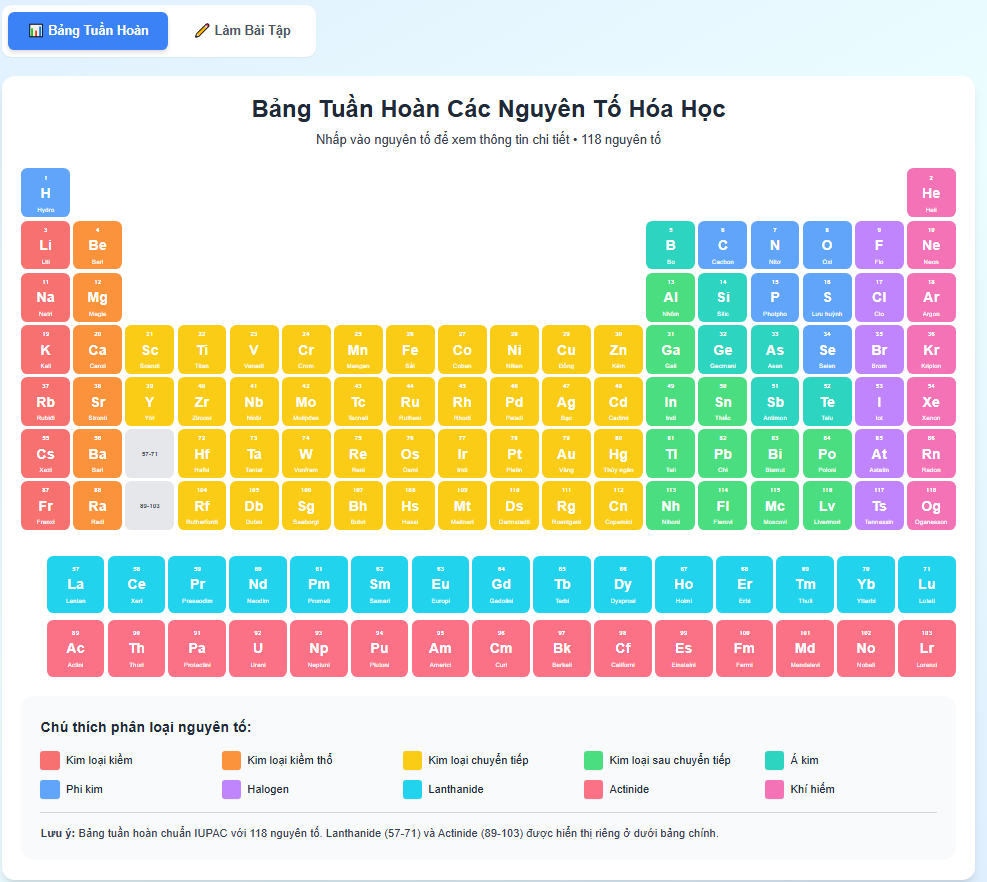 📊 Bảng Tuần Hoàn
✏️ Làm Bài Tập
Bảng Tuần Hoàn Các Nguyên Tố Hóa Học
Nhấp vào nguyên tố để xem thông tin chi tiết • 118 nguyên tố
1 2
H He
Hydro Heli
3 4 5 6 7 8 9 10
Li Be B C N O F Ne
Liti Beri Bo Cacbon Nitơ Oxi Flo Neon
11 12 13 14 15 16 17 18
Na Mg Al Si P S Cl Ar
Natri Magie Nhôm Silic Photpho Lưu huỳnh Clo Argon
19 20 21 22 23 24 25 26 27 28 29 30 31 32 33 34 35 36
K Ca Sc Ti V Cr Mn Fe Co Ni Cu Zn Ga Ge As Se Br Kr
Kali Canxi Scandi Titan Vanadi Crom Mangan Sắt Coban Niken Đồng Kẽm Gali Gecmani Asen Selen Brom Kripton
37 38 39 40 41 42 43 44 45 46 47 48 49 50 51 52 53 54
Rb Sr Y Zr Nb Mo Tc Ru Rh Pd Ag Cd In Sn Sb Te I Xe
Rubidi Stronti Ytri Zirconi Niobi Molipden Tecneti Rutheni Rhodi Paladi Bạc Cadimi Indi Thiếc Antimon Telu Iot Xenon
55 56 57-71 72 73 74 75 76 77 78 79 80 81 82 83 84 85 86
Cs Ba Hf Ta W Re Os Ir Pt Au Hg Tl Pb Bi Po At Rn
Xezi Bari Hafni Tantal Vonfram Reni Osmi Iridi Platin Vàng Thủy ngân Tali Chì Bismut Poloni Astatin Radon
87 88 89-103 104 105 106 107 108 109 110 111 112 113 114 115 116 117 118
Fr Ra Rf Db Sg Bh Hs Mt Ds Rg Cn Nh Fl Mc Lv Ts Og
Franxi Radi Rutherfordi Dubni Seaborgi Bohri Hassi Meitneri Darmstadti Roentgeni Copernixi Nihoni Flerovi Moscovi Livermori Tennessin Oganesson
57 58 59 60 61 62 63 64 65 66 67 68 69 70 71
La Ce Pr Nd Pm Sm Eu Gd Tb Dy Ho Er Tm Yb Lu
Lantan Xeri Praseodim Neodim Prometi Samari Europi Gadolini Terbi Dysprosi Holmi Erbi Thuli Ytterbi Luteti
89 90 91 92 93 94 95 96 97 98 99 100 101 102 103
Ac Th Pa U Np Pu Am Cm Bk Cf Es Fm Md No Lr
Actini Thori Protactini Urani Neptuni Plutoni Americi Curi Berkeli Californi Einsteini Fermi Mendelevi Nobeli Lorenxi
Chú thích phân loại nguyên tố:
Kim loại kiềm Kim loại kiềm thổ Kim loại chuyển tiếp Kim loại sau chuyển tiếp Á kim
Phi kim Halogen Lanthanide Actinide Khí hiếm
Lưu ý: Bảng tuần hoàn chuẩn IUPAC với 118 nguyên tố. Lanthanide (57-71) và Actinide (89-103) được hiển thị riêng ở dưới bảng chính.